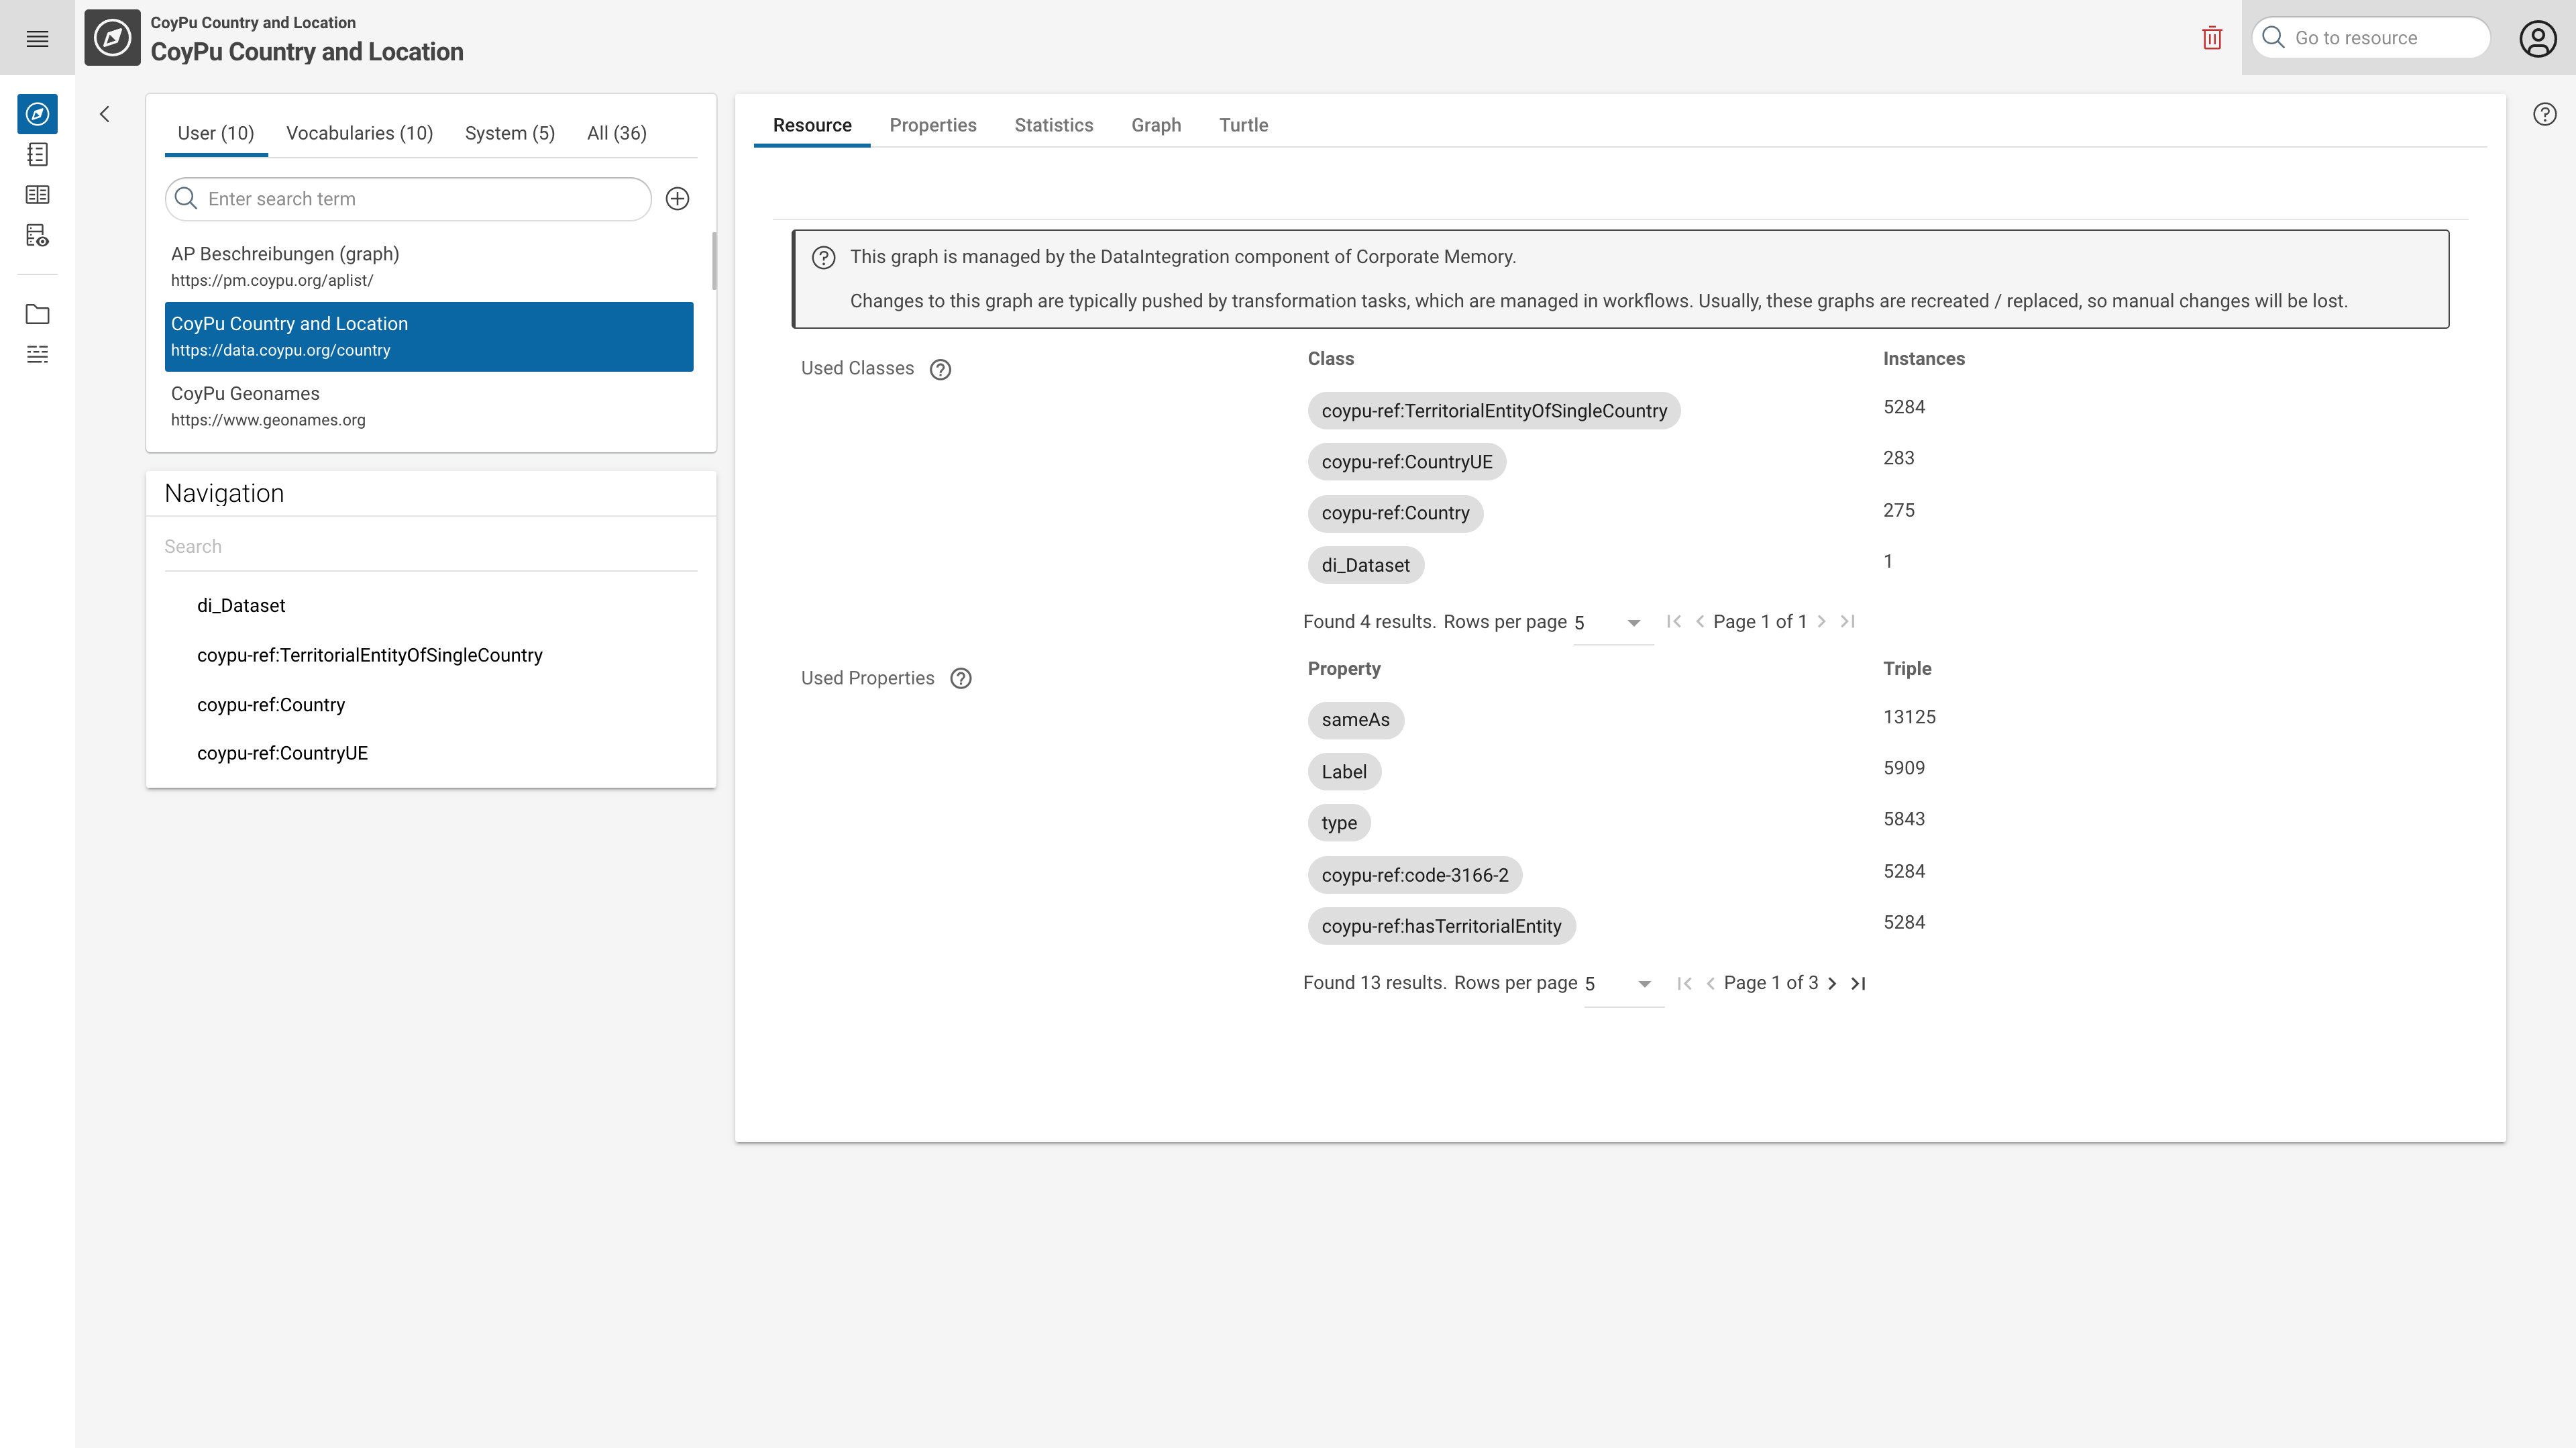 CoyPu Country and Location
CoyPu Country and Location
Go to resource
User (10) Vocabularies (10) System (5) All (36)
Enter search term
AP Beschreibungen (graph)
https://pm.coypu.org/aplist/
CoyPu Country and Location
https://data.coypu.org/country
CoyPu Geonames
https://www.geonames.org
Navigation
Search
di_Dataset
coypu-ref:TerritorialEntityOfSingleCountry
coypu-ref:Country
coypu-ref:CountryUE
Resource Properties Statistics Graph Turtle
This graph is managed by the DataIntegration component of Corporate Memory.
Changes to this graph are typically pushed by transformation tasks, which are managed in workflows. Usually, these graphs are recreated / replaced, so manual changes will be lost.
Used Classes
Class Instances
coypu-ref:TerritorialEntityOfSingleCountry 5284
coypu-ref:CountryUE 283
coypu-ref:Country 275
di_Dataset 1
Found 4 results. Rows per page 5 Page 1 of 1
Used Properties
Property Triple
sameAs 13125
Label 5909
type 5843
coypu-ref:code-3166-2 5284
coypu-ref:hasTerritorialEntity 5284
Found 13 results. Rows per page 5 Page 1 of 3